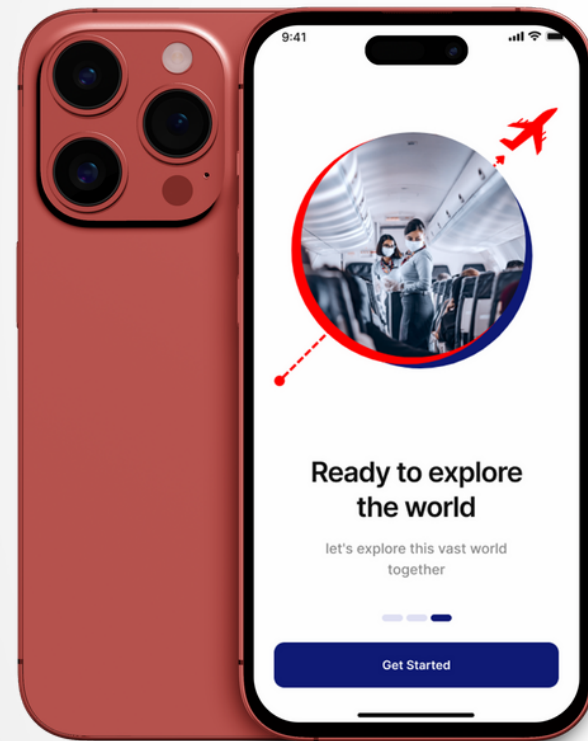 9:41
Ready to explore
the world
let's explore this vast world
together
Get Started